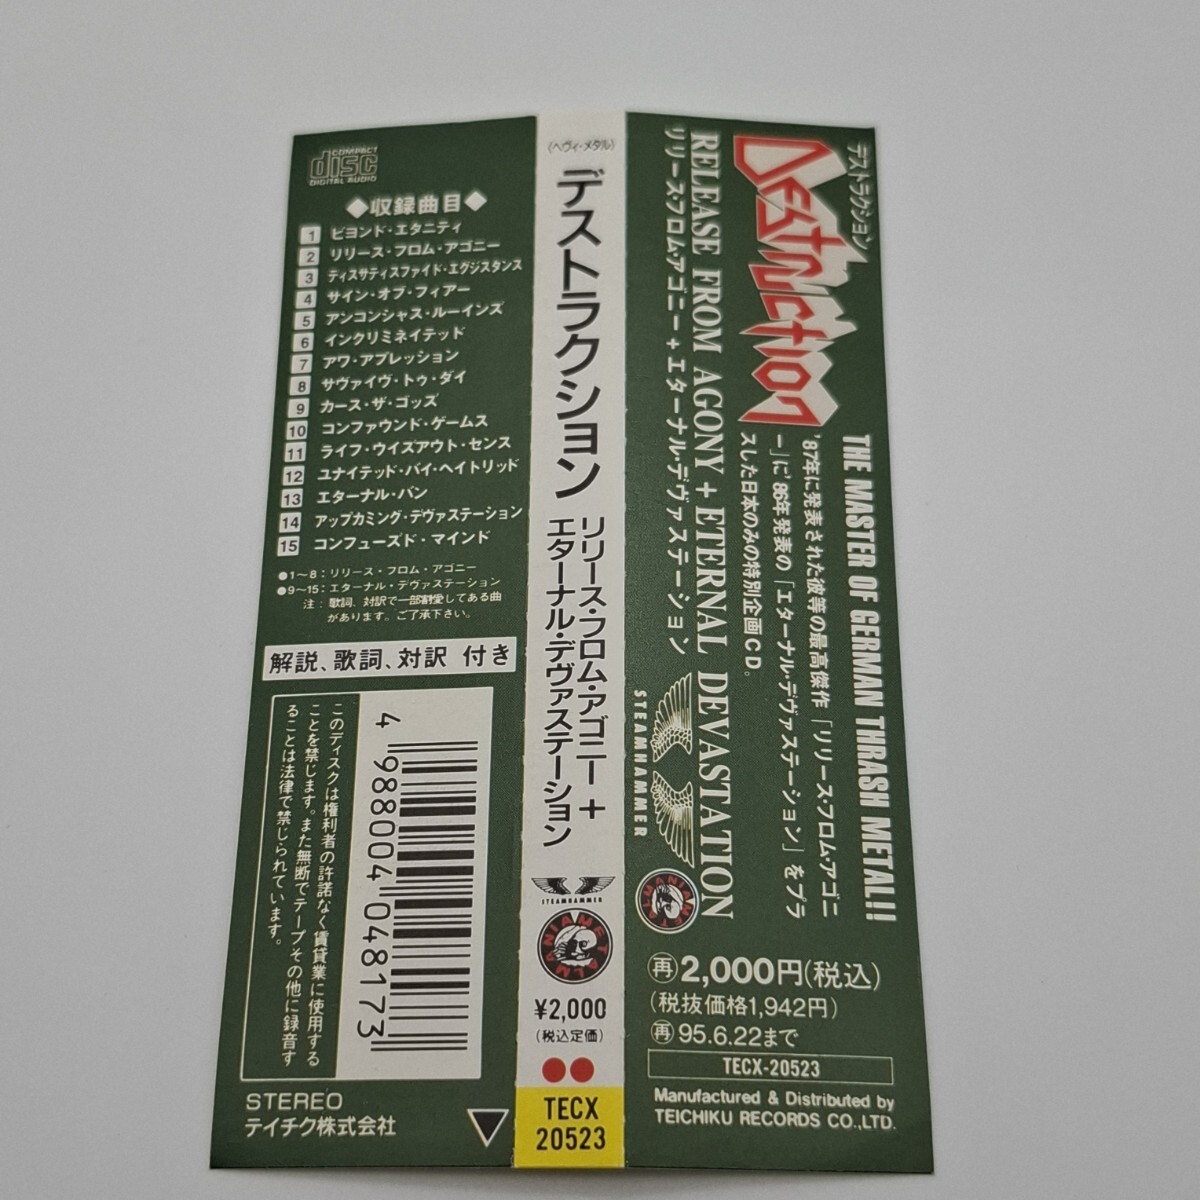 COMPACT
disc
DIGITAL AUDIO
◆収録曲目◆
1 ビヨンド・エタニティ
2 リリース・フロム・アゴニー
3 ディスサティスファイド・エグジスタンス
4 サイン・オブ・フィアー
5 アンコンシャス・ルーインズ
6 インクリミネイテッド
7 アワ・アプレッション
8 サヴァイヴ・トゥ・ダイ
9 カース・ザ・ゴッズ
10 コンファウンド・ゲームス
11 ライフ・ウイズアウト・センス
12 ユナイテッド・バイ・ヘイトリッド
13 エターナル・バン
14 アップカミング・デヴァステーション
15 コンフューズド・マインド
●1〜8：リリース・フロム・アゴニー
●9〜15：エターナル・デヴァステーション
注：歌詞、対訳で一部割愛してある曲
があります。ご了承下さい。
解説、歌詞、対訳 付き
このディスクは権利者の許諾なく賃貸業に使用する
ことを禁じます。また無断でテープその他に録音す
ることは法律で禁じられています。
4 988004 048173
STEREO
テイチク株式会社
(ヘヴィ・メタル)
デストラクション
リリース・フロム・アゴニー＋
エターナル・デヴァステーション
STEAMHAMMER
METALMANIA
¥2,000
(税込定価)
TECX
20523
デストラクション
DESTRUCTION
RELEASE FROM AGONY + ETERNAL DEVASTATION
リリース・フロム・アゴニー＋エターナル・デヴァステーション
THE MASTER OF GERMAN THRASH METAL!!
'87年に発表された彼等の最高傑作「リリース・フロム・アゴニ
ー」に'86年発表の「エターナル・デヴァステーション」をプラ
スした日本のみの特別企画CD。
STEAMHAMMER
METALMANIA
再 2,000円(税込)
(税抜価格1,942円)
再 95.6.22まで
TECX-20523
Manufactured & Distributed by
TEICHIKU RECORDS CO.,LTD.